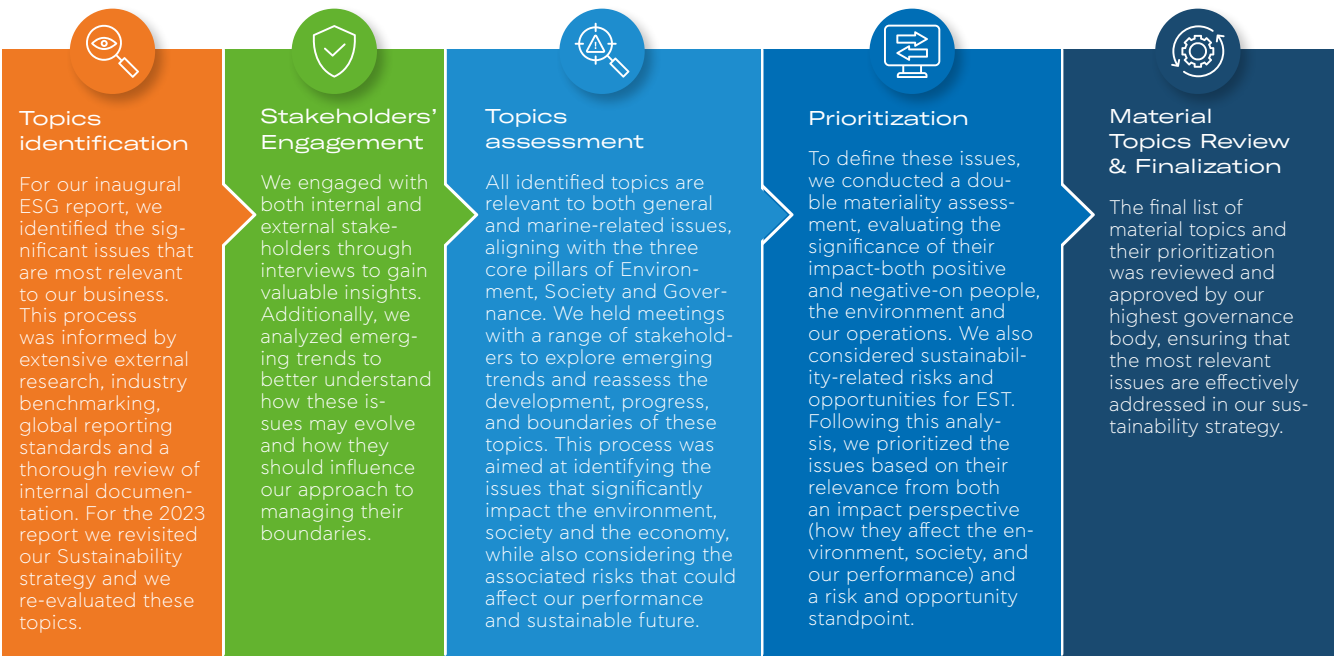 Topics
identification
For our inaugural
ESG report, we
identified the sig-
nificant issues that
are most relevant
to our business.
This process
was informed by
extensive external
research, industry
benchmarking,
global reporting
standards and a
thorough review of
internal documen-
tation. For the 2023
report we revisited
our Sustainability
strategy and we
re-evaluated these
topics.
Stakeholders’
Engagement
We engaged with
both internal and
external stake-
holders through
interviews to gain
valuable insights.
Additionally, we
analyzed emerg-
ing trends to
better understand
how these is-
sues may evolve
and how they
should influence
our approach to
managing their
boundaries.
Topics
assessment
All identified topics are
relevant to both general
and marine-related issues,
aligning with the three
core pillars of Environ-
ment, Society and Gover-
nance. We held meetings
with a range of stakehold-
ers to explore emerging
trends and reassess the
development, progress,
and boundaries of these
topics. This process was
aimed at identifying the
issues that significantly
impact the environment,
society and the economy,
while also considering the
associated risks that could
affect our performance
and sustainable future.
Prioritization
To define these issues,
we conducted a dou-
ble materiality assess-
ment, evaluating the
significance of their
impact-both positive
and negative-on people,
the environment and
our operations. We also
considered sustainabil-
ity-related risks and
opportunities for EST.
Following this analy-
sis, we prioritized the
issues based on their
relevance from both
an impact perspective
(how they affect the en-
vironment, society, and
our performance) and
a risk and opportunity
standpoint.
Material
Topics Review
& Finalization
The final list of
material topics and
their prioritization
was reviewed and
approved by our
highest governance
body, ensuring that
the most relevant
issues are effectively
addressed in our sus-
tainability strategy.